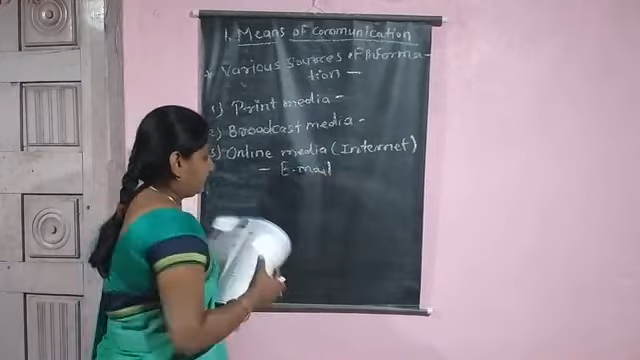 1. Means of Communication
* Various Sources of Informa-
tion -
1) Print media -
2) Broadcast media -
3) Online media (Internet)
- E-mail